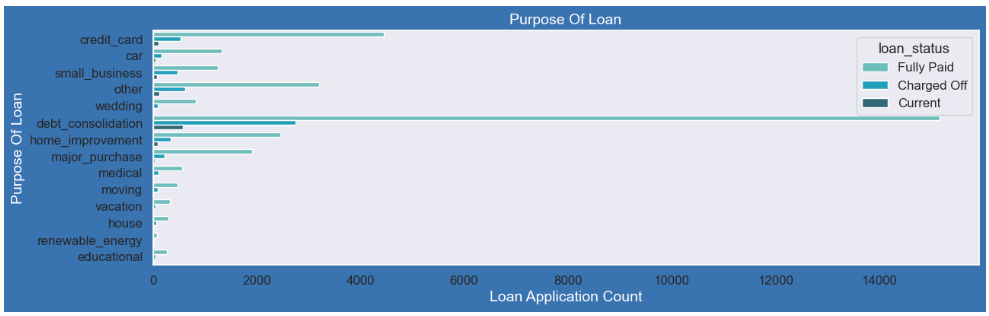 Purpose Of Loan
Purpose Of Loan
credit_card
car
small_business
other
wedding
debt_consolidation
home_improvement
major_purchase
medical
moving
vacation
house
renewable_energy
educational
loan_status
Fully Paid
Charged Off
Current
0 2000 4000 6000 8000 10000 12000 14000
Loan Application Count